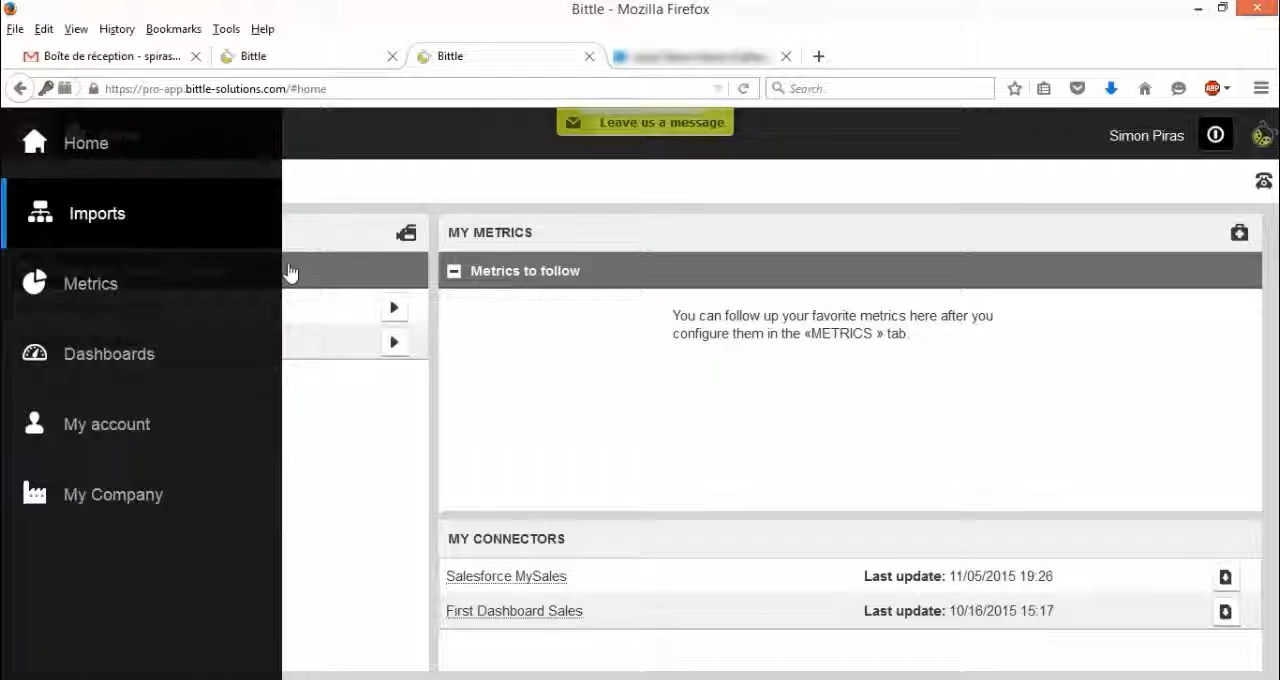 Bittle - Mozilla Firefox
File Edit View History Bookmarks Tools Help
Boîte de réception - spiras...
Bittle
Bittle
https://pro-app.bittle-solutions.com/#home
Search
ABP
Leave us a message
Simon Piras
Home
Imports
Metrics
Dashboards
My account
My Company
MY METRICS
Metrics to follow
You can follow up your favorite metrics here after you
configure them in the «METRICS » tab.
MY CONNECTORS
Salesforce MySales Last update: 11/05/2015 19:26
First Dashboard Sales Last update: 10/16/2015 15:17